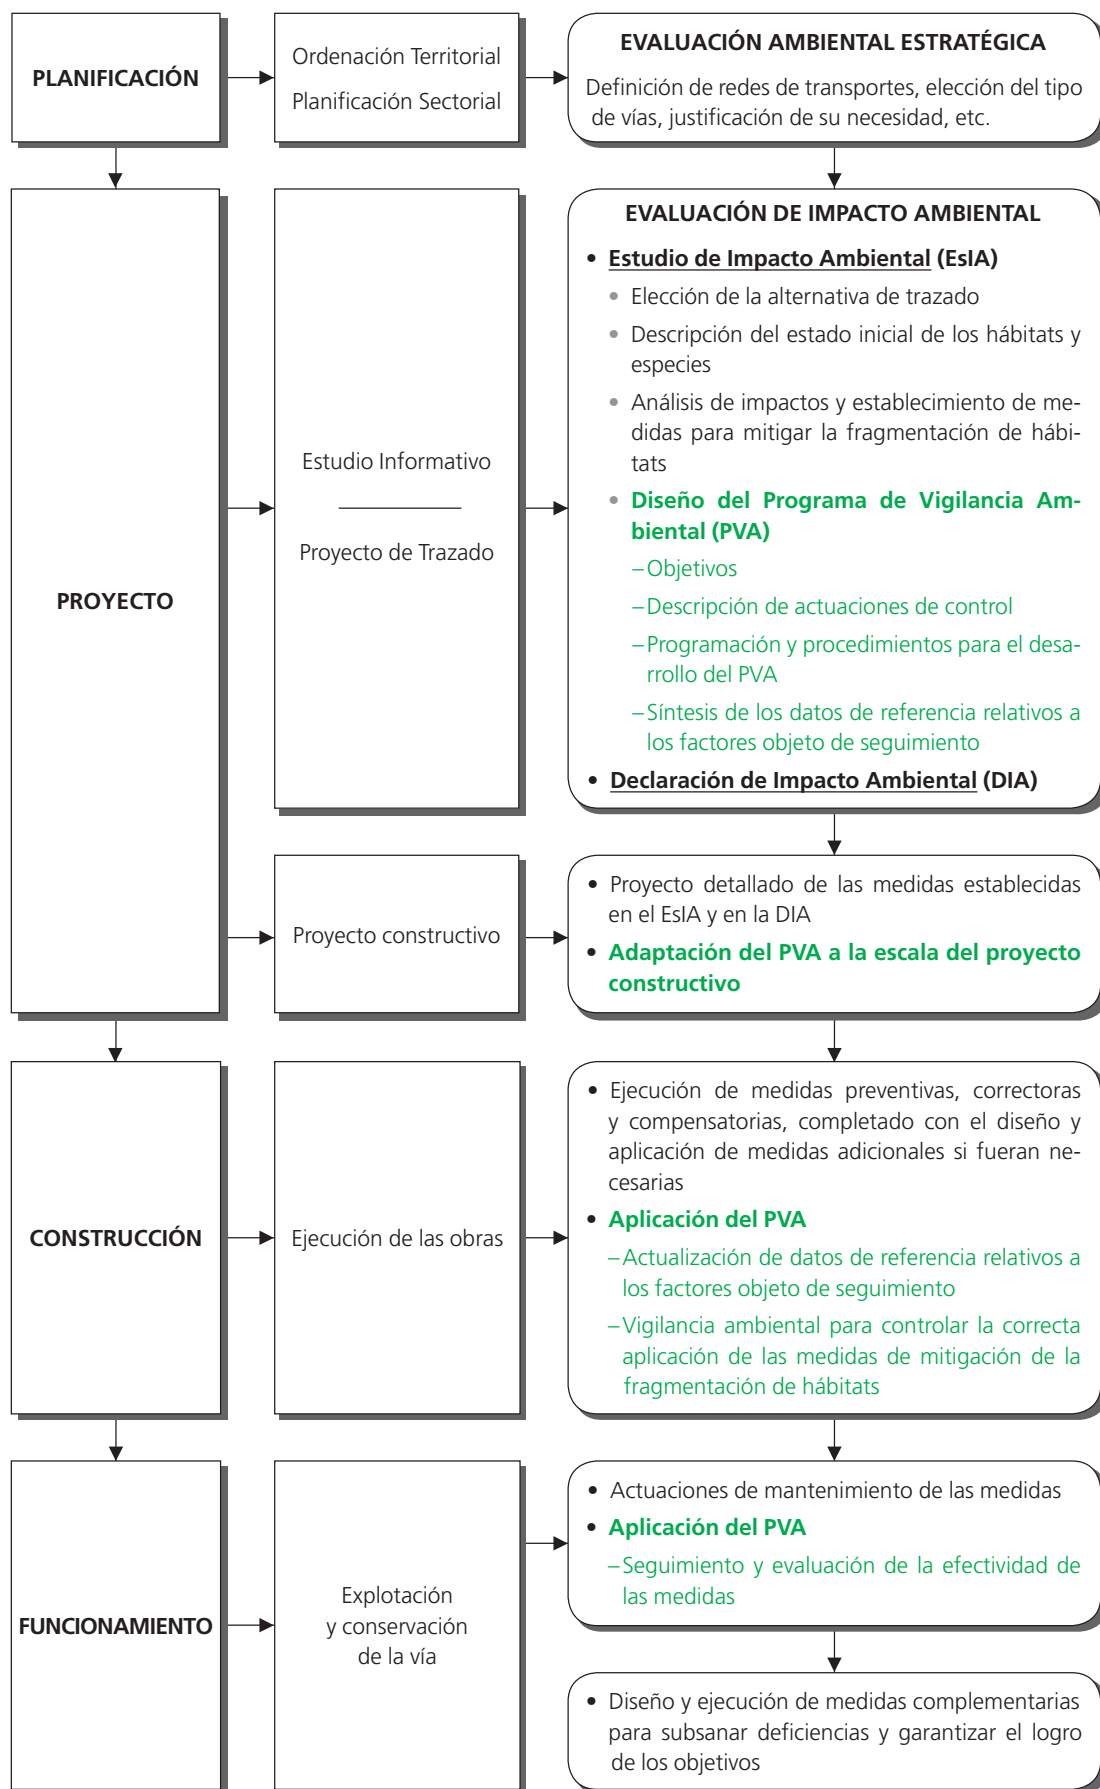 PLANIFICACIÓN
Ordenación Territorial
Planificación Sectorial
EVALUACIÓN AMBIENTAL ESTRATÉGICA
Definición de redes de transportes, elección del tipo
de vías, justificación de su necesidad, etc.
PROYECTO
Estudio Informativo
Proyecto de Trazado
EVALUACIÓN DE IMPACTO AMBIENTAL
• Estudio de Impacto Ambiental (EsIA)
• Elección de la alternativa de trazado
• Descripción del estado inicial de los hábitats y
especies
• Análisis de impactos y establecimiento de me-
didas para mitigar la fragmentación de hábi-
tats
• Diseño del Programa de Vigilancia Am-
biental (PVA)
–Objetivos
–Descripción de actuaciones de control
–Programación y procedimientos para el desa-
rrollo del PVA
–Síntesis de los datos de referencia relativos a
los factores objeto de seguimiento
• Declaración de Impacto Ambiental (DIA)
Proyecto constructivo
• Proyecto detallado de las medidas establecidas
en el EsIA y en la DIA
• Adaptación del PVA a la escala del proyecto
constructivo
CONSTRUCCIÓN
Ejecución de las obras
• Ejecución de medidas preventivas, correctoras
y compensatorias, completado con el diseño y
aplicación de medidas adicionales si fueran ne-
cesarias
• Aplicación del PVA
–Actualización de datos de referencia relativos a
los factores objeto de seguimiento
–Vigilancia ambiental para controlar la correcta
aplicación de las medidas de mitigación de la
fragmentación de hábitats
FUNCIONAMIENTO
Explotación
y conservación
de la vía
• Actuaciones de mantenimiento de las medidas
• Aplicación del PVA
–Seguimiento y evaluación de la efectividad de
las medidas
• Diseño y ejecución de medidas complementarias
para subsanar deficiencias y garantizar el logro
de los objetivos